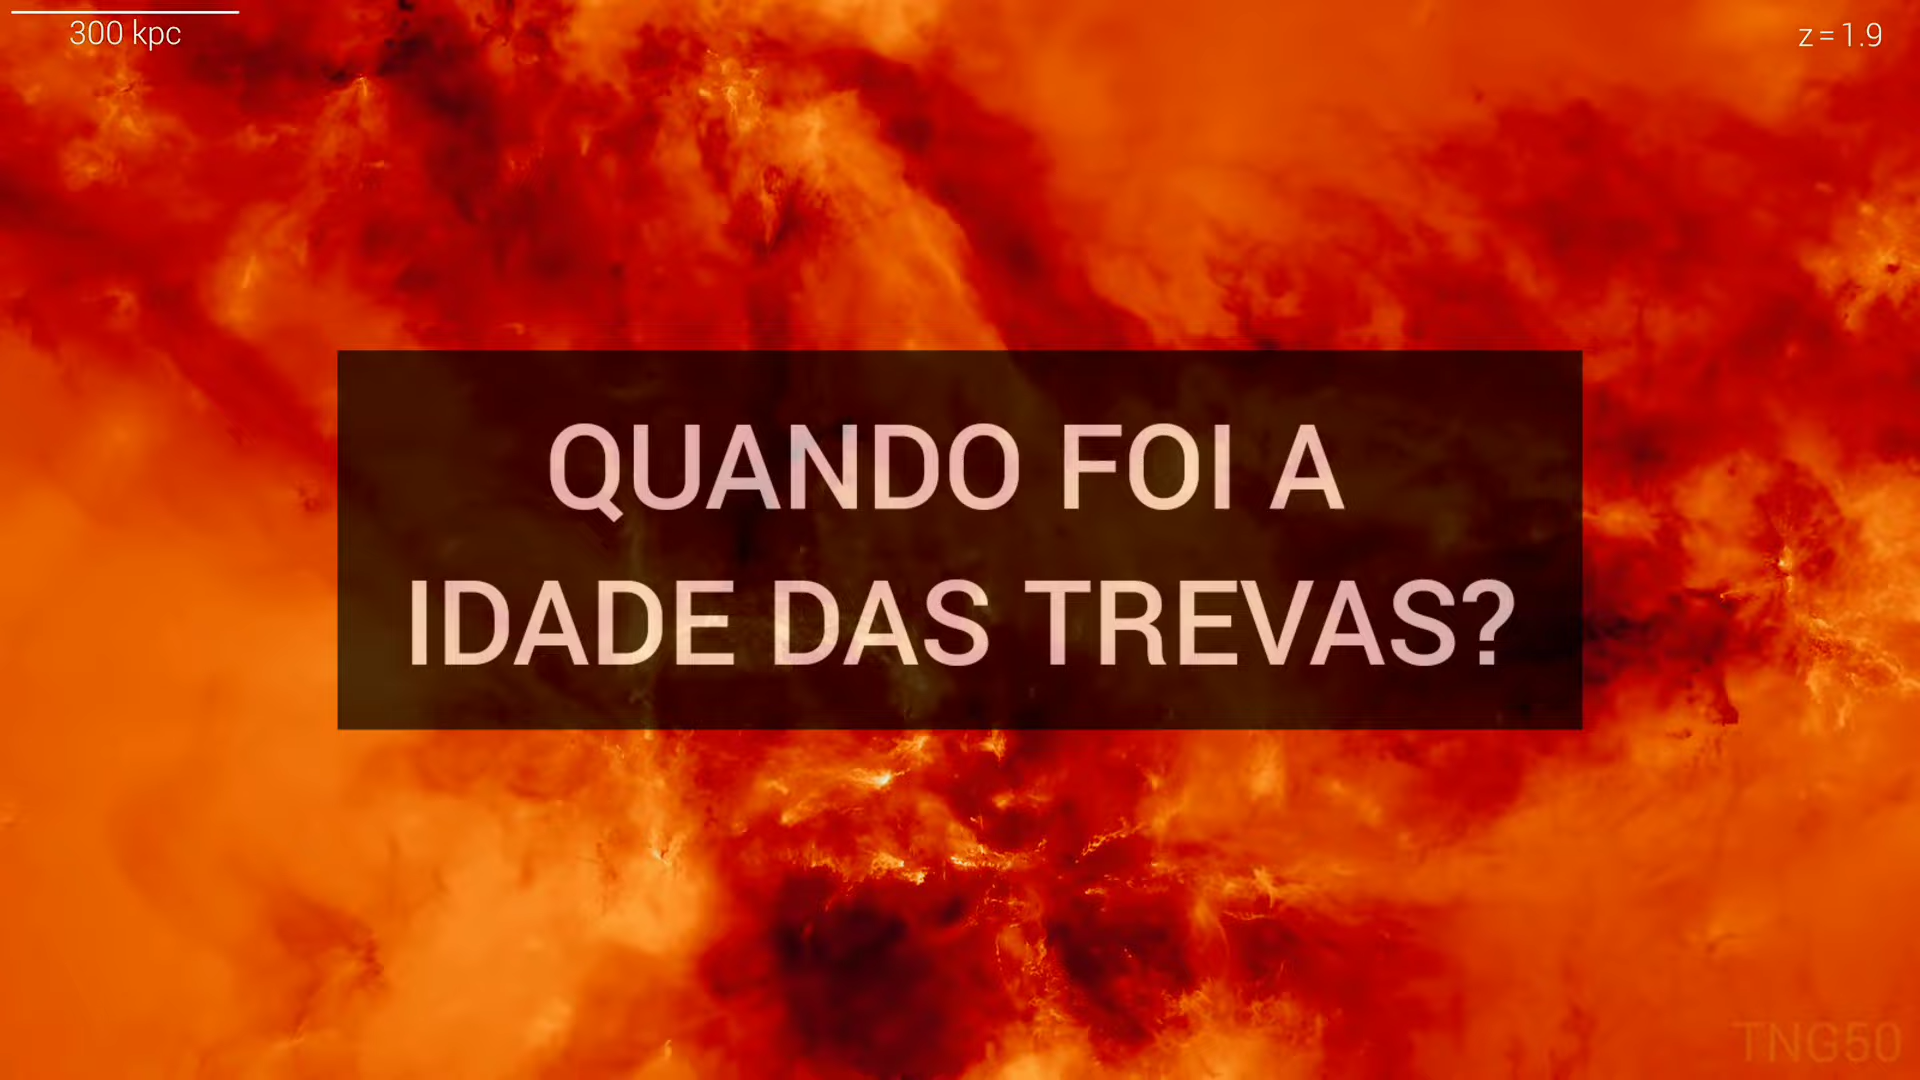 300 kpc
z = 1.9
QUANDO FOI A
IDADE DAS TREVAS?
TNG50